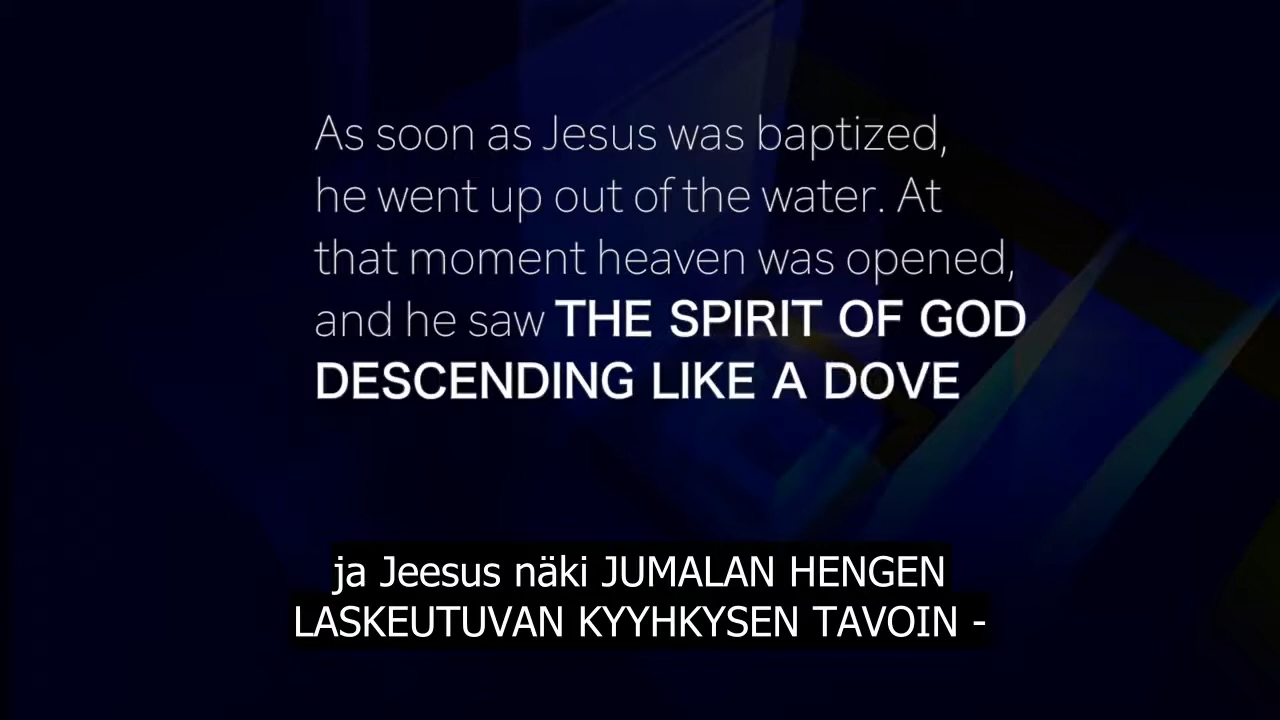 As soon as Jesus was baptized,
he went up out of the water. At
that moment heaven was opened,
and he saw THE SPIRIT OF GOD
DESCENDING LIKE A DOVE
ja Jeesus näki JUMALAN HENGEN
LASKEUTUVAN KYYHKYSEN TAVOIN -